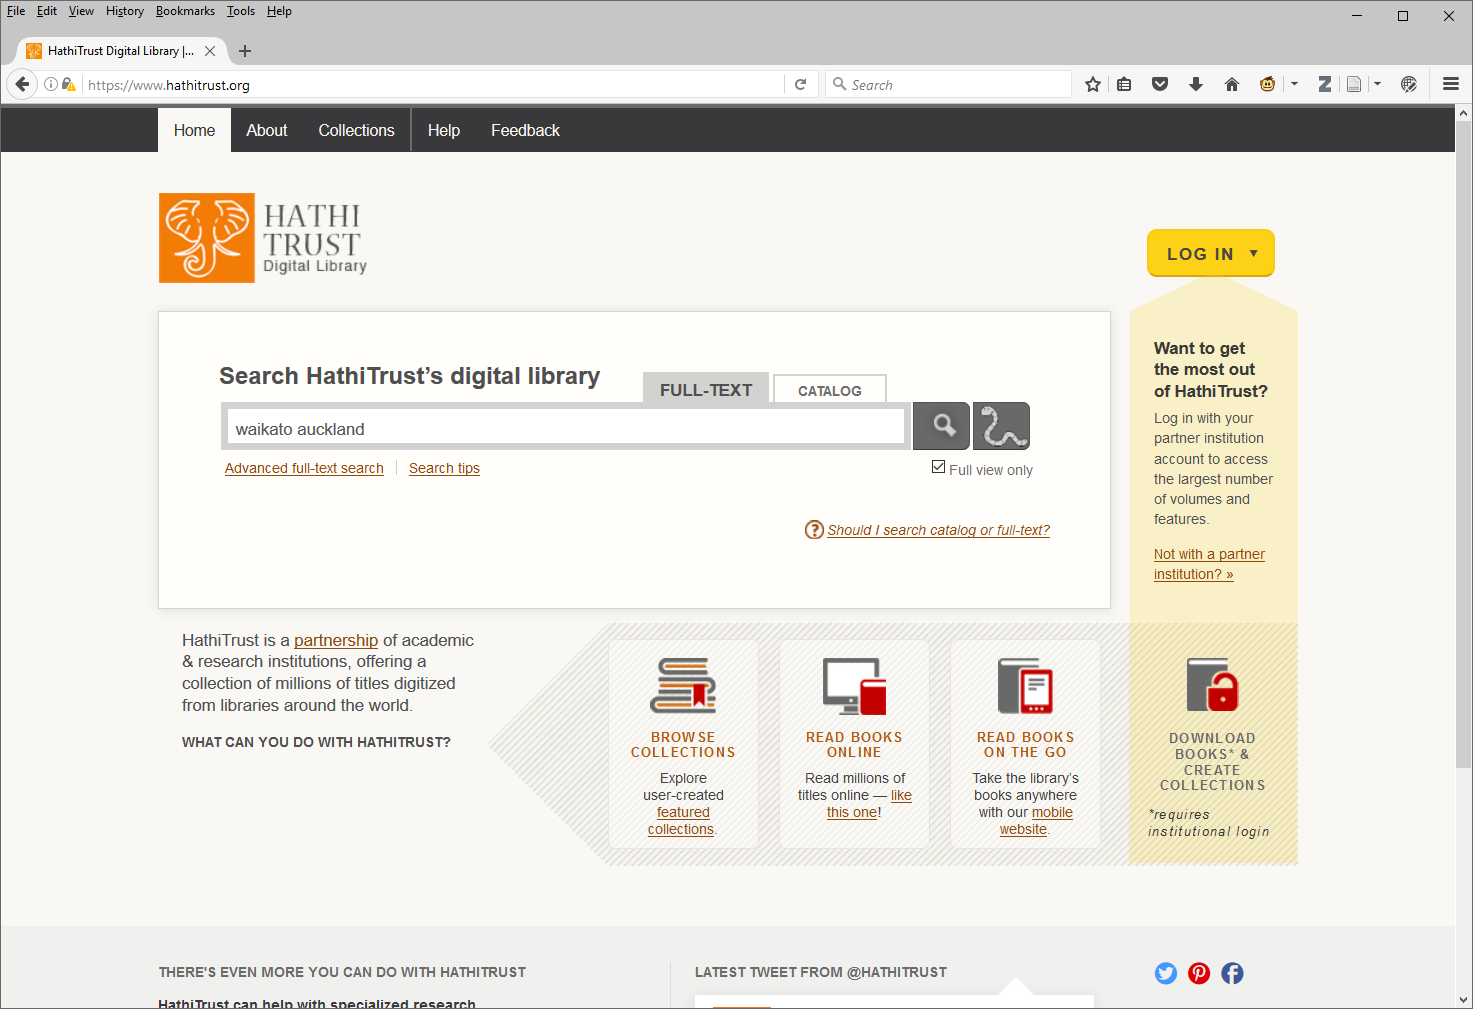 File Edit View History Bookmarks Tools Help
HathiTrust Digital Library |...
https://www.hathitrust.org
Search
Home About Collections Help Feedback
HATHI
TRUST
Digital Library
LOG IN
Search HathiTrust's digital library
FULL-TEXT
CATALOG
waikato auckland
Advanced full-text search
Search tips
Full view only
Should I search catalog or full-text?
Want to get
the most out
of HathiTrust?
Log in with your
partner institution
account to access
the largest number
of volumes and
features.
Not with a partner
institution? »
HathiTrust is a partnership of academic
& research institutions, offering a
collection of millions of titles digitized
from libraries around the world.
WHAT CAN YOU DO WITH HATHITRUST?
BROWSE
COLLECTIONS
Explore
user-created
featured
collections.
READ BOOKS
ONLINE
Read millions of
titles online — like
this one!
READ BOOKS
ON THE GO
Take the library's
books anywhere
with our mobile
website.
DOWNLOAD
BOOKS* &
CREATE
COLLECTIONS
*requires
institutional login
THERE'S EVEN MORE YOU CAN DO WITH HATHITRUST
HathiTrust can help with specialized research
LATEST TWEET FROM @HATHITRUST